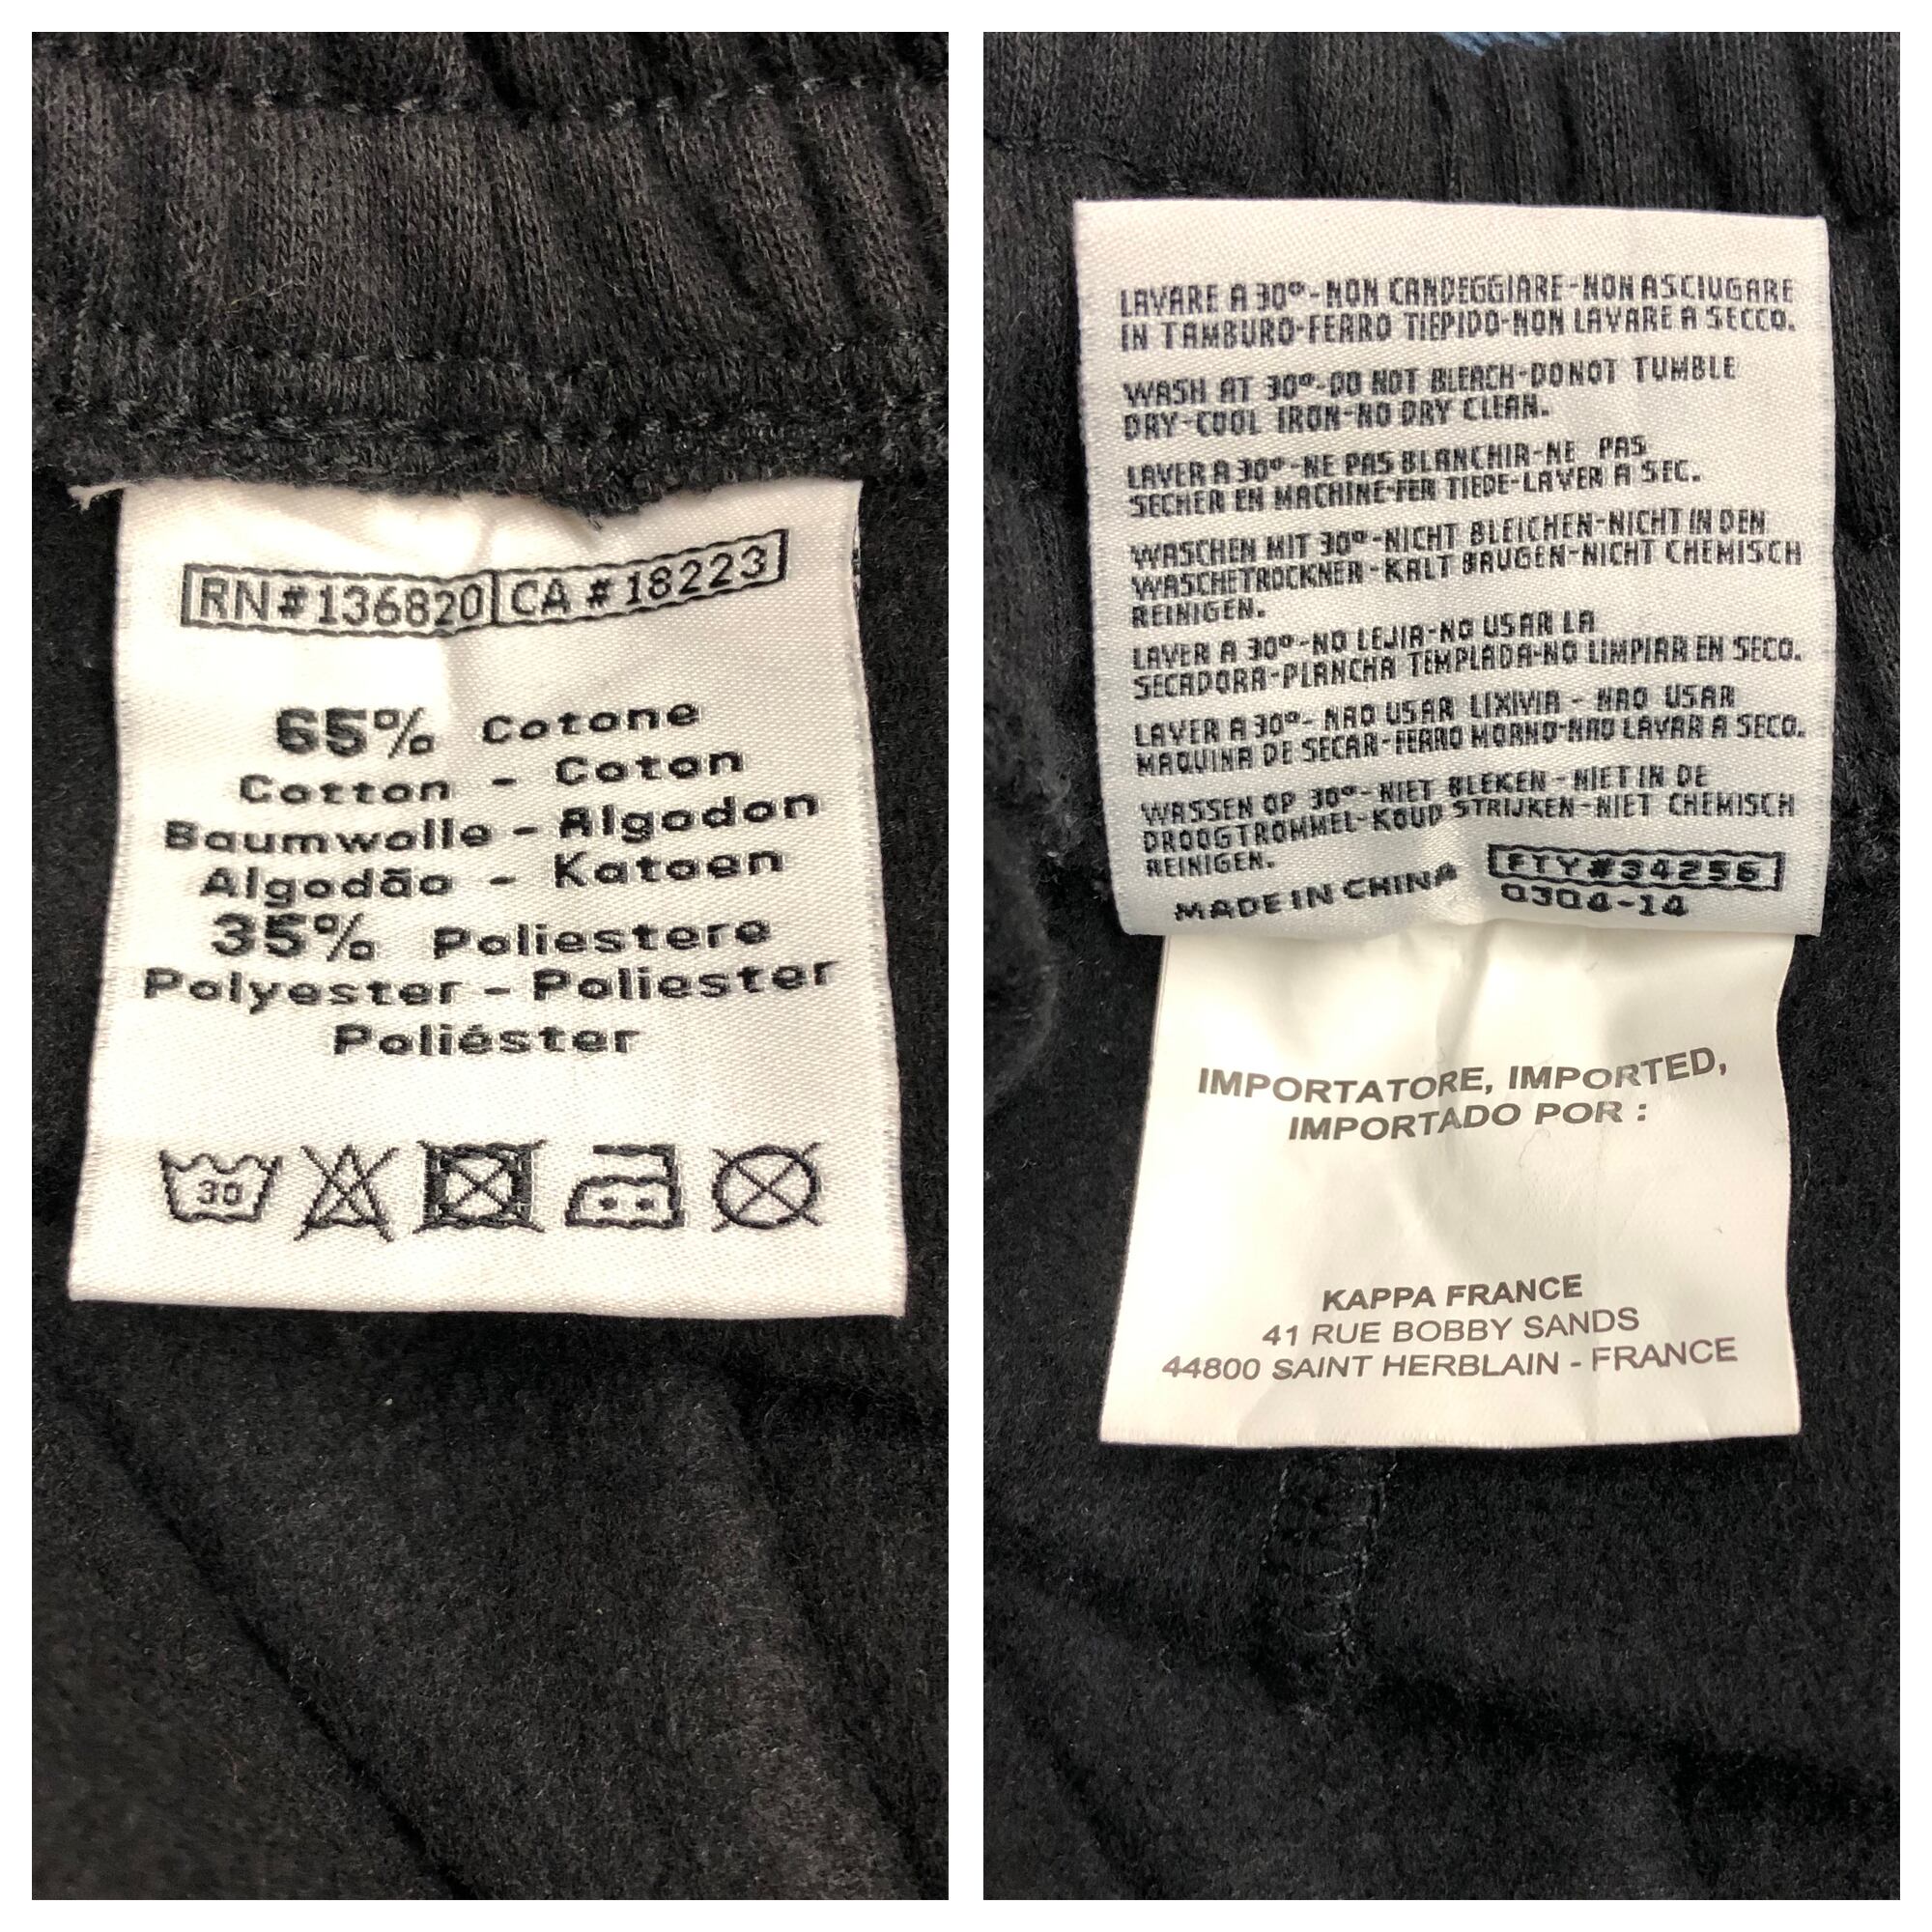 RN#136820 CA #18223
65% Cotone
Cotton - Coton
Baumwolle - Algodon
Algodão - Katoen
35% Poliestere
Polyester - Poliester
Poliéster
30
LAVARE A 30°-NON CANDEGGIARE-NON ASCIUGARE
IN TAMBURO-FERRO TIEPIDO-NON LAVARE A SECCO.
WASH AT 30°-DO NOT BLEACH-DO NOT TUMBLE
DRY-COOL IRON-NO DRY CLEAN.
LAVER A 30°-NE PAS BLANCHIR-NE PAS
SECHER EN MACHINE-FER TIEDE-LAVER A SEC.
WASCHEN MIT 30°-NICHT BLEICHEN-NICHT IN DEN
WASCHETROCKNER-KALT BAUGEN-NICHT CHEMISCH
REINIGEN.
LAVER A 30°-NO LEJIA-NO USAR LA
SECADORA-PLANCHA TEMPLADA-NO LIMPIAR EN SECO.
LAVER A 30°- NAO USAR LIXIVIA - NAO USAR
MAQUINA DE SECAR-FERRO MORNO-NAO LAVAR A SECO.
WASSEN OP 30°-NIET BLEKEN-NIET IN DE
DROOGTROMMEL-KOUD STRIJKEN-NIET CHEMISCH
REINIGEN.
MADE IN CHINA FTY#34256
0304-14
IMPORTATORE, IMPORTED,
IMPORTADO POR :
KAPPA FRANCE
41 RUE BOBBY SANDS
44800 SAINT HERBLAIN - FRANCE